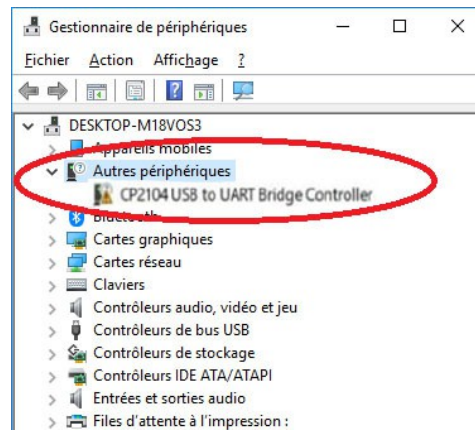 Gestionnaire de périphériques
Fichier Action Affichage ?
DESKTOP-M18VOS3
Appareils mobiles
Autres périphériques
CP2104 USB to UART Bridge Controller
Bluetooth
Cartes graphiques
Cartes réseau
Claviers
Contrôleurs audio, vidéo et jeu
Contrôleurs de bus USB
Contrôleurs de stockage
Contrôleurs IDE ATA/ATAPI
Entrées et sorties audio
Files d'attente à l'impression :